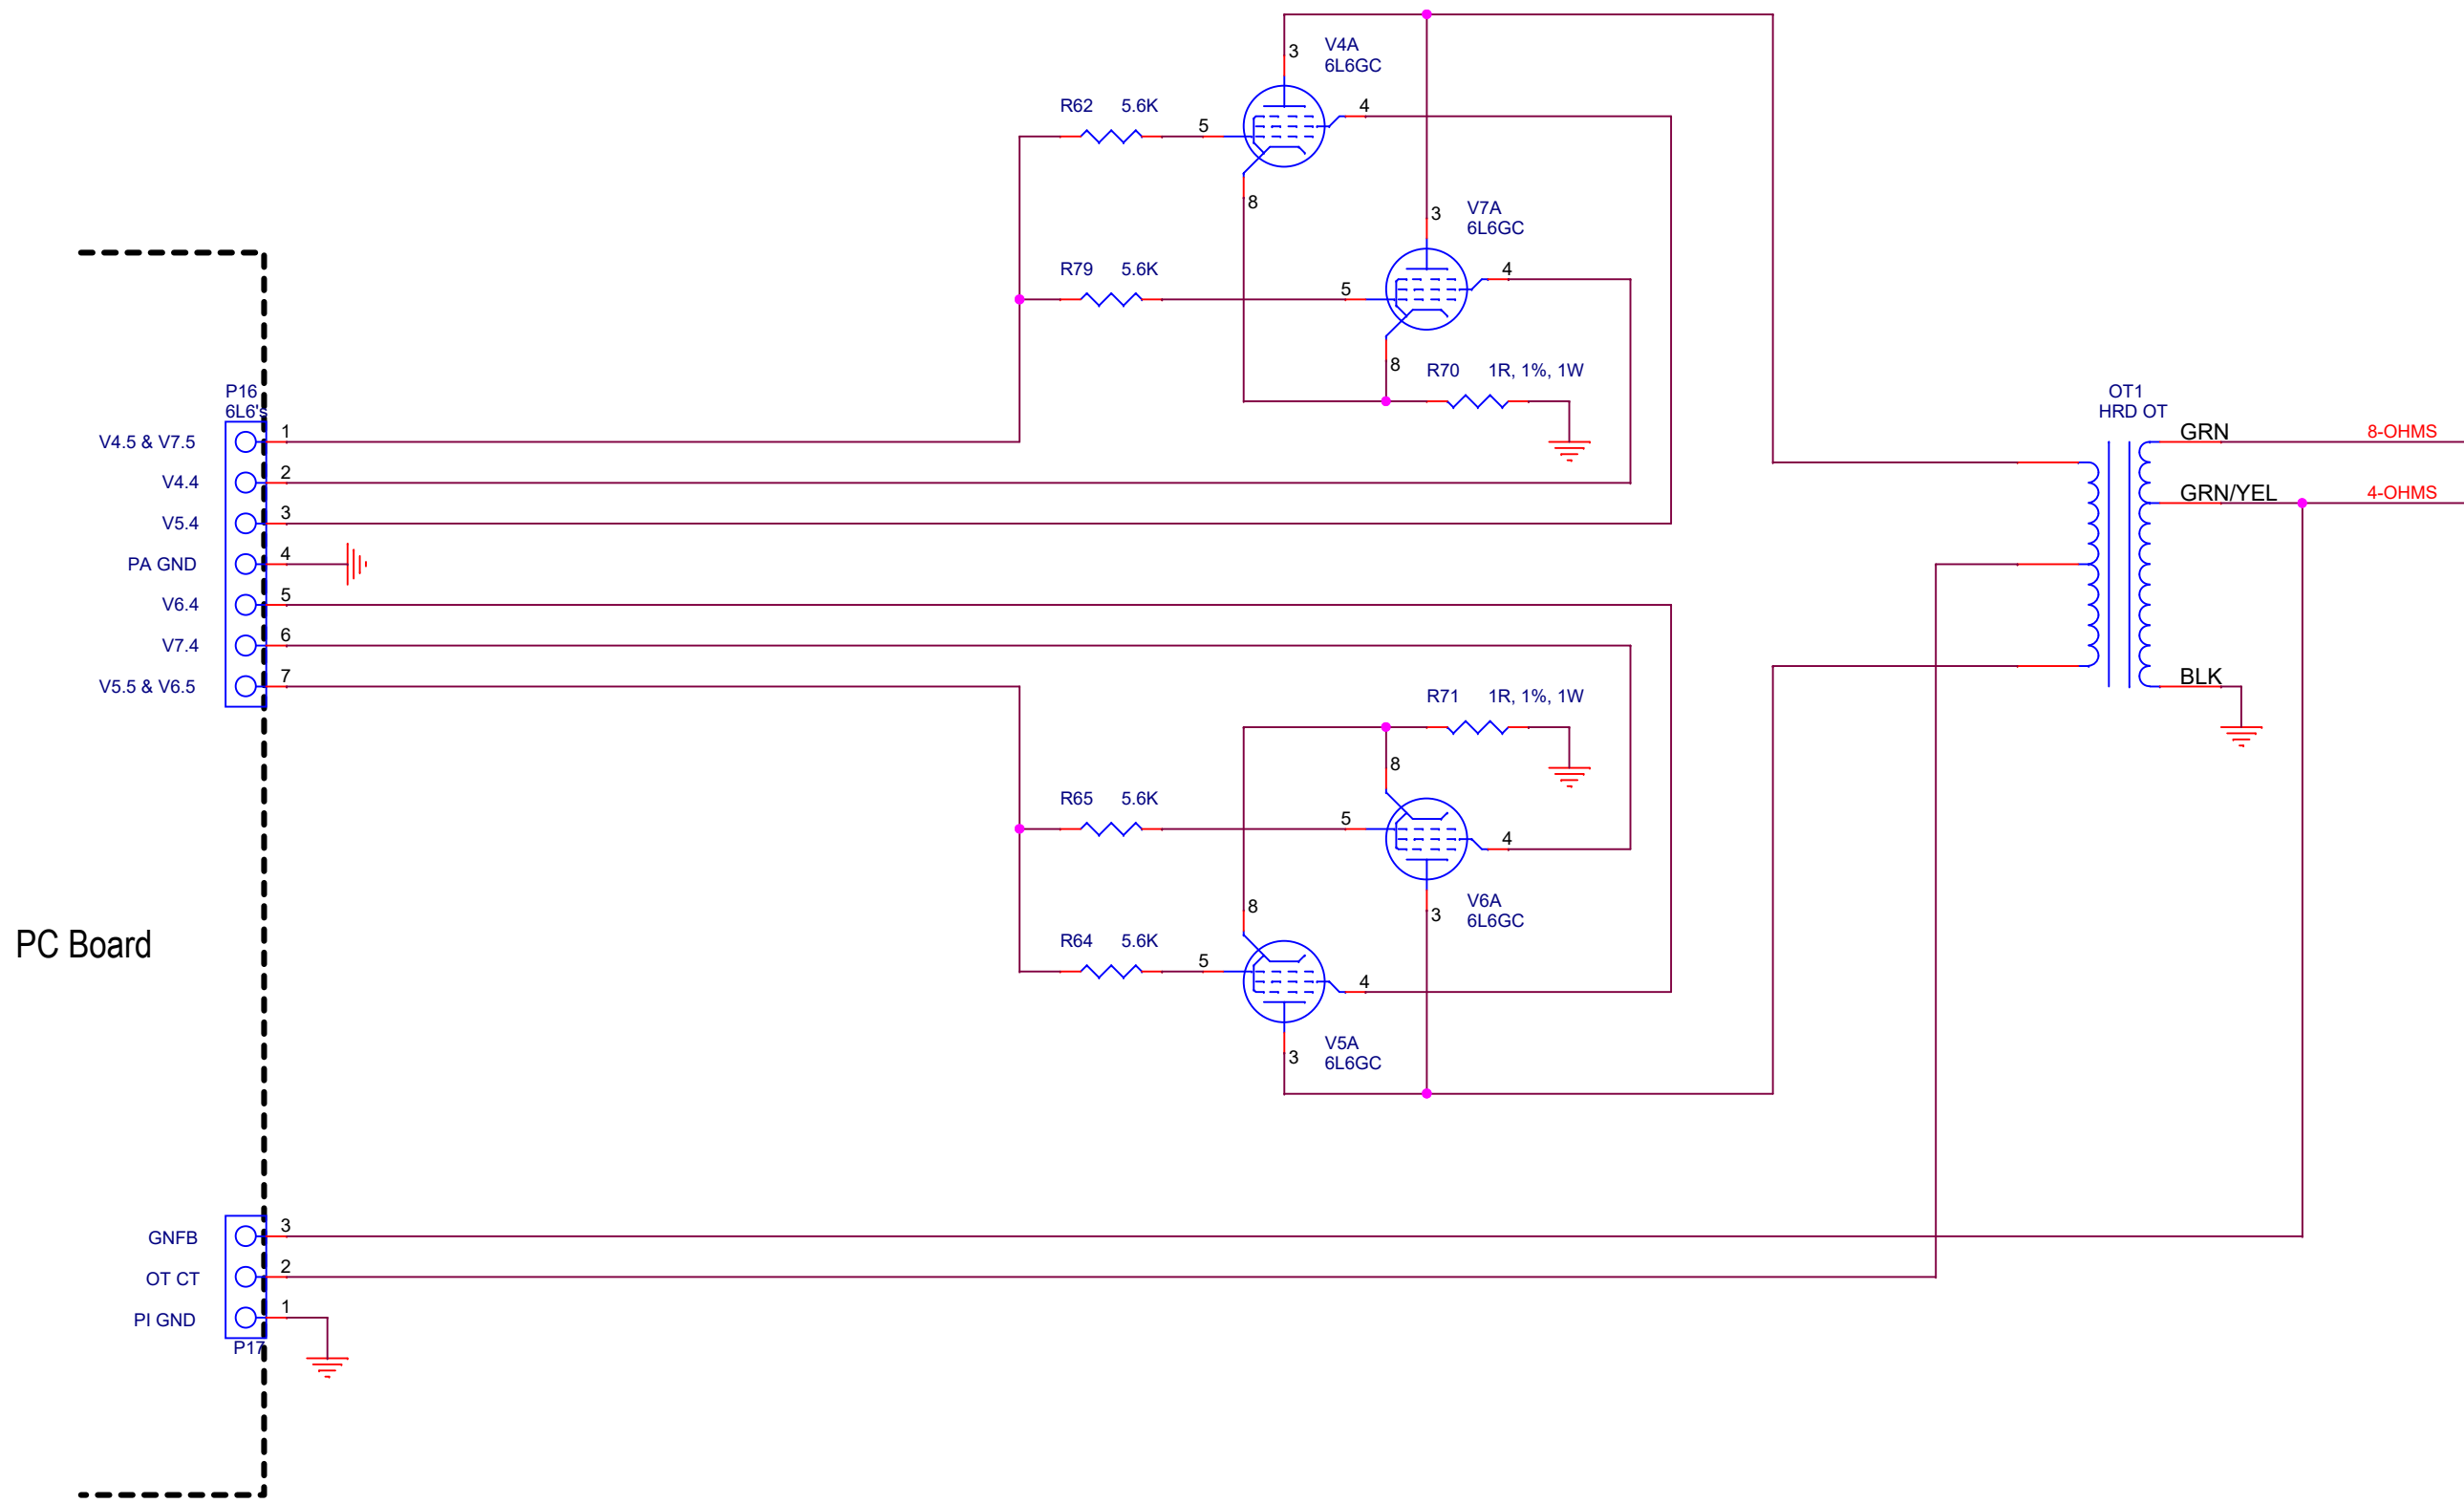 3
V4A
6L6GC
R62 5.6K
5
4
8
3
V7A
6L6GC
R79 5.6K
5
4
8
R70 1R, 1%, 1W
P16
6L6's
V4.5 & V7.5 1
V4.4 2
V5.4 3
PA GND 4
V6.4 5
V7.4 6
V5.5 & V6.5 7
OT1
HRD OT
GRN 8-OHMS
GRN/YEL 4-OHMS
BLK
R71 1R, 1%, 1W
8
R65 5.6K
5
4
V6A
6L6GC
3
8
R64 5.6K
5
4
V5A
6L6GC
3
PC Board
GNFB 3
OT CT 2
PI GND 1
P17